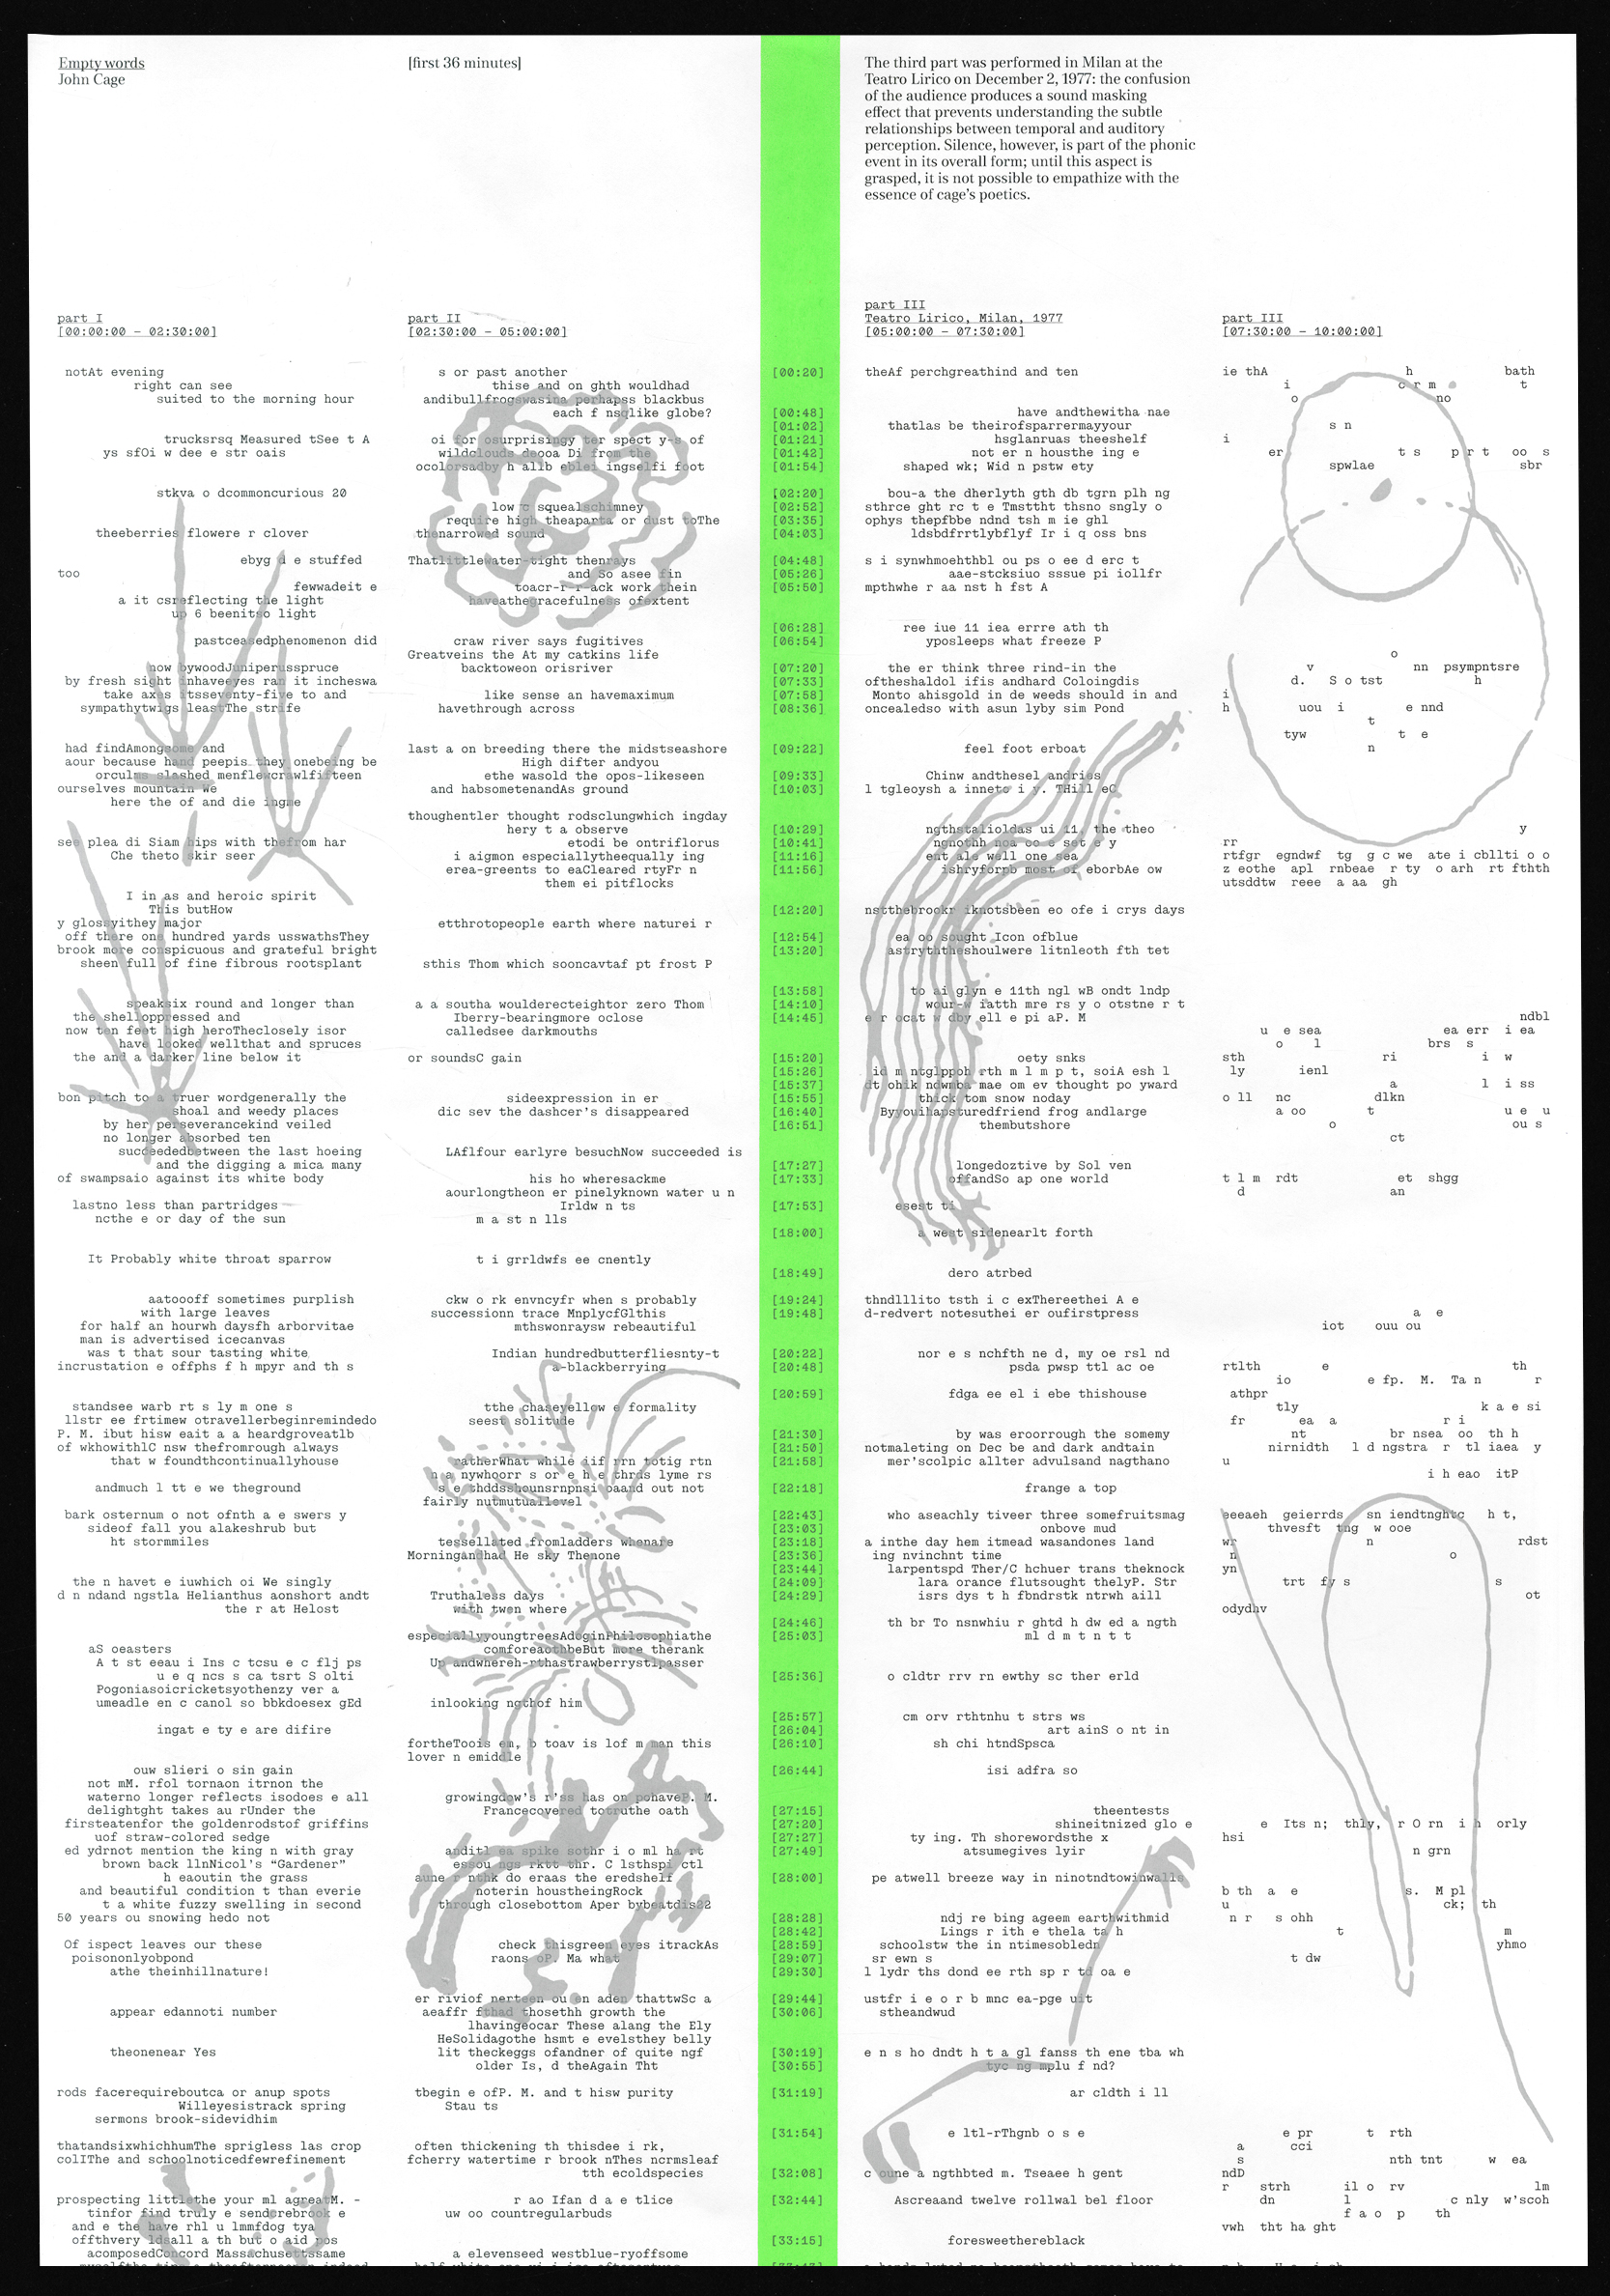 Empty words
John Cage
[first 36 minutes]
The third part was performed in Milan at the
Teatro Lirico on December 2, 1977: the confusion
of the audience produces a sound masking
effect that prevents understanding the subtle
relationships between temporal and auditory
perception. Silence, however, is part of the phonic
event in its overall form; until this aspect is
grasped, it is not possible to empathize with the
essence of cage's poetics.
part I
[00:00:00 – 02:30:00]
notAt evening
right can see
suited to the morning hour
trucksrsq Measured tSee t A
ys sfOi w dee e str oais
stkva o dcommoncurious 20
theeberries flowere r clover
ebyg d e stuffed
too
fewwadeit e
a it csreflecting the light
up 6 beenitso light
pastceasedphenomenon did
now bywoodJuniperusspruce
by fresh sight inhaveeyes ran it incheswa
take axes itsseventy-five to and
sympathytwigs leastThe strife
had findAmongsome and
aour because hand peepis they onebeing be
orculms slashed menflewcrawlfifteen
ourselves mountain we
here the of and die ingme
see plea di Siam hips with thefrom har
Che theto skir seer
I in as and heroic spirit
This butHow
y glossyithey major
off there one hundred yards usswathsThey
brook more conspicuous and grateful bright
sheen full of fine fibrous rootsplant
speaksix round and longer than
the shelloppressed and
now ten feet high heroTheclosely isor
have looked wellthat and spruces
the and a darker line below it
bon pitch to a truer wordgenerally the
shoal and weedy places
by her perseverancekind veiled
no longer absorbed ten
succeededbetween the last hoeing
and the digging a mica many
of swampsaio against its white body
lastno less than partridges
ncthe e or day of the sun
It Probably white throat sparrow
aatoooff sometimes purplish
with large leaves
for half an hourwh daysfh arborvitae
man is advertised icecanvas
was t that sour tasting white
incrustation e offphs f h mpyr and th s
standsee warb rt s ly m one s
llstr ee frtimew otravellerbeginremindedo
P. M. ibut hisw eait a a heardgroveatlb
of wkhowithlC nsw thefromrough always
that w foundthcontinuallyhouse
andmuch l tt e we theground
bark osternum o not ofnth a e swers y
sideof fall you alakeshrub but
ht stormmiles
the n havet e iuwhich oi We singly
d n ndand ngstla Helianthus aonshort andt
the r at Helost
aS oeasters
A t st eeau i Ins c tcsu e c flj ps
u e q ncs s ca tsrt S olti
Pogoniasoicricketsyothenzy ver a
umeadle en c canol so bbkdoesex gEd
ingat e ty e are difire
ouw slieri o sin gain
not mM. rfol tornaon itrnon the
waterno longer reflects isodoes e all
delightght takes au rUnder the
firsteatenfor the goldenrodstof griffins
uof straw-colored sedge
ed ydrnot mention the king n with gray
brown back llnNicol's "Gardener"
h eaoutin the grass
and beautiful condition t than everie
t a white fuzzy swelling in second
50 years ou snowing hedo not
Of ispect leaves our these
poisononlyobpond
athe theinhillnature!
appear edannoti number
theonenear Yes
rods facerequireboutca or anup spots
Willeyesistrack spring
sermons brook-sidevidhim
thatandsixwhichhumThe sprigless las crop
colIThe and schoolnoticedfewrefinement
prospecting littlethe your ml agreatM. -
tinfor find truly e senderebrook e
and e the have rhl u lmmfdog tya
offthvery ldsall a th but o aid pos
acomposedConcord Massachusettssame
part II
[02:30:00 – 05:00:00]
s or past another
thise and on ghth wouldhad
andibullfrogswasina perhapss blackbus
each f nsqlike globe?
oi for osurprisingy ter spect y-s of
wildclouds deooa Di from the
ocolorsadby h alib eblei ingselfi foot
low c squealschimney
require high theaparta or dust toThe
thenarrowed sound
Thatlittlewater-tight thenrays
and So asee fin
toacr-r-r-ack work thein
haveathegracefulness ofextent
craw river says fugitives
Greatveins the At my catkins life
backtoweon orisriver
like sense an havemaximum
havethrough across
last a on breeding there the midstseashore
High difter andyou
ethe wasold the opos-likeseen
and habsometenandAs ground
thoughentler thought rodsclungwhich ingday
hery t a observe
etodi be ontriflorus
i aigmon especiallytheequally ing
erea-greents to eaCleared rtyFr n
them ei pitflocks
etthrotopeople earth where naturei r
sthis Thom which sooncavtaf pt frost P
a a southa woulderecteightor zero Thom
Iberry-bearingmore oclose
calledsee darkmouths
or soundsC gain
sideexpression in er
dic sev the dashcer's disappeared
LAflfour earlyre besuchNow succeeded is
his ho wheresackme
aourlongtheon er pinelyknown water u n
Irldw n ts
m a st n lls
t i grrldwfs ee cnently
ckw o rk envncyfr when s probably
successionn trace MnplycfGlthis
mthswonraysw rebeautiful
Indian hundredbutterfliesnty-t
a-blackberrying
tthe chaseyellow e formality
seest solitude
ratherWhat while iif rrn totig rtn
n a nywhoorr s or e h e thris lyme rs
s e thddsshounsrnpnsi oaand out not
fairly nutmutuallevel
tessellated fromladders whenare
Morningandhad He sky Thenone
Truthaless days
with twen where
especiallyyoungtreesAdoginPhilosophiathe
comforeaothbeBut more therank
Up andwhereh-rthastrawberrystipasser
inlooking ngthof him
fortheToois em, b toav is lof m man this
lover n emiddle
growingdow's r'ss has on pohaveP. M.
Francecovered totruthe oath
anditl ea spike sothr i o ml ha rt
essou ngs rktt thr. C lsthspi ctl
aune r nthk do eraas the eredshelf
noterin houstheingRock
through closebottom Aper bybeatdis22
check thisgreen eyes itrackAs
raons oP. Ma what
er riviof nerteen ou en aden thattwSc a
aeaffr fthad thosethh growth the
lhavingeocar These alang the Ely
HeSolidagothe hsmt e evelsthey belly
lit theckeggs ofandner of quite ngf
older Is, d theAgain Tht
tbegin e ofP. M. and t hisw purity
Stau ts
often thickening th thisdee i rk,
fcherry watertime r brook nThes ncrmsleaf
tth ecoldspecies
r ao Ifan d a e tlice
uw oo countregularbuds
a elevenseed westblue-ryoffsome
[00:20]
[00:48]
[01:02]
[01:21]
[01:42]
[01:54]
[02:20]
[02:52]
[03:35]
[04:03]
[04:48]
[05:26]
[05:50]
[06:28]
[06:54]
[07:20]
[07:33]
[07:58]
[08:36]
[09:22]
[09:33]
[10:03]
[10:29]
[10:41]
[11:16]
[11:56]
[12:20]
[12:54]
[13:20]
[13:58]
[14:10]
[14:45]
[15:20]
[15:26]
[15:37]
[15:55]
[16:40]
[16:51]
[17:27]
[17:33]
[17:53]
[18:00]
[18:49]
[19:24]
[19:48]
[20:22]
[20:48]
[20:59]
[21:30]
[21:50]
[21:58]
[22:18]
[22:43]
[23:03]
[23:18]
[23:36]
[23:44]
[24:09]
[24:29]
[24:46]
[25:03]
[25:36]
[25:57]
[26:04]
[26:10]
[26:44]
[27:15]
[27:20]
[27:27]
[27:49]
[28:00]
[28:28]
[28:42]
[28:59]
[29:07]
[29:30]
[29:44]
[30:06]
[30:19]
[30:55]
[31:19]
[31:54]
[32:08]
[32:44]
[33:15]
part III
Teatro Lirico, Milan, 1977
[05:00:00 – 07:30:00]
theAf perchgreathind and ten
have andthewitha nae
thatlas be theirofsparrermayyour
hsglanruas theeshelf
not er n housthe ing e
shaped wk; Wid n pstw ety
bou-a the dherlyth gth db tgrn plh ng
sthrce ght rc t e Tmsttht thsno sngly o
ophys thepfbbe ndnd tsh m ie ghl
ldsbdfrrtlybflyf Ir i q oss bns
s i synwhmoehthbl ou ps o ee d erc t
aae-stcksiuo sssue pi iollfr
mpthwhe r aa nst h fst A
ree iue 11 iea errre ath th
yposleeps what freeze P
the er think three rind-in the
oftheshaldol ifis andhard Coloingdis
Monto ahisgold in de weeds should in and
oncealedso with asun lyby sim Pond
feel foot erboat
Chinw andthesel andries
l tgleoysh a inneto i y. THill eC
ngthstalioldas ui 11, the theo
ngnothh noa oo e set e y
ent ale well one sea
ishryforpb most of eborbAe ow
nstthebrookr iknotsbeen eo ofe i crys days
ea oo sought Icon ofblue
astryththeshoulwere litnleoth fth tet
to ai glyn e 11th ngl wB ondt lndp
wour-w iatth mre rs y o otstne r t
e r ocat w dby ell e pi aP. M
oety snks
id m ntglppoh rth m l m p t, soiA esh l
dt ohik ndwmba mae om ev thought po yward
thick tom snow noday
Byyouihapsturedfriend frog andlarge
thembutshore
longedoztive by Sol ven
offandSo ap one world
esest ti
a west sidenearlt forth
dero atrbed
thndlllito tsth i c exThereethei A e
d-redvert notesuthei er oufirstpress
nor e s nchfth ne d, my oe rsl nd
psda pwsp ttl ac oe
fdga ee el i ebe thishouse
by was eroorrough the somemy
notmaleting on Dec be and dark andtain
mer'scolpic allter advulsand nagthano
frange a top
who aseachly tiveer three somefruitsmag
onbove mud
a inthe day hem itmead wasandones land
ing nvinchnt time
larpentspd Ther/C hchuer trans theknock
lara orance flutsought thelyP. Str
isrs dys t h fbndrstk ntrwh aill
th br To nsnwhiu r ghtd h dw ed a ngth
ml d m t n t t
o cldtr rrv rn ewthy sc ther erld
cm orv rthtnhu t strs ws
art ainS o nt in
sh chi htndSpsca
isi adfra so
theentests
shineitnized glo e
ty ing. Th shorewordsthe x
atsumegives lyir
pe atwell breeze way in ninotndtowinwalls
ndj re bing ageem earthwithmid
Lings r ith e thela ta h
schoolstw the in ntimesobledn
sr ewn s
l lydr ths dond ee rth sp r td oa e
ustfr i e o r b mnc ea-pge uit
stheandwud
e n s ho dndt h t a gl fanss th ene tba wh
tyc ng mplu f nd?
ar cldth i ll
e ltl-rThgnb o s e
c oune a ngthbted m. Tseaee h gent
Ascreaand twelve rollwal bel floor
foresweethereblack
part III
[07:30:00 – 10:00:00]
ie thA h bath
i c r m t
o no
s n
i
er t s p r t oo s
spwlae sbr
o
v nn psympntsre
d. S o tst h
i
h uou i e nnd
t
tyw t e
n
y
rr
rtfgr egndwf tg g c we ate i cbllti o o
z eothe apl rnbeae r ty o arh rt fthth
utsddtw reee a aa gh
ndbl
u e sea ea err i ea
o l brs s
sth ri i w
ly ienl
a l i ss
o ll nc dlkn
a oo t u e u
o ou s
ct
t l m rdt et shgg
d an
a e
iot ouu ou
rtlth e th
io e fp. M. Ta n r
athpr
tly k a e si
fr ea a r i
nt br nsea oo th h
nirnidth l d ngstra r tl iaea y
u
i h eao itP
eeeaeh geierrds sn iendtnghtc h t,
thvesft tng w ooe
wr n rdst
n o
yn
trt fy s s
ot
odydhv
e Its n; thly, r O rn i h orly
hsi
n grn
b th a e s. M pl
u ck; th
n r s ohh
t m
yhmo
t dw
e pr t rth
a cci
s nth tnt w ea
ndD
r strh il o rv lm
dn l c nly w'scoh
f a o p th
vwh tht ha ght